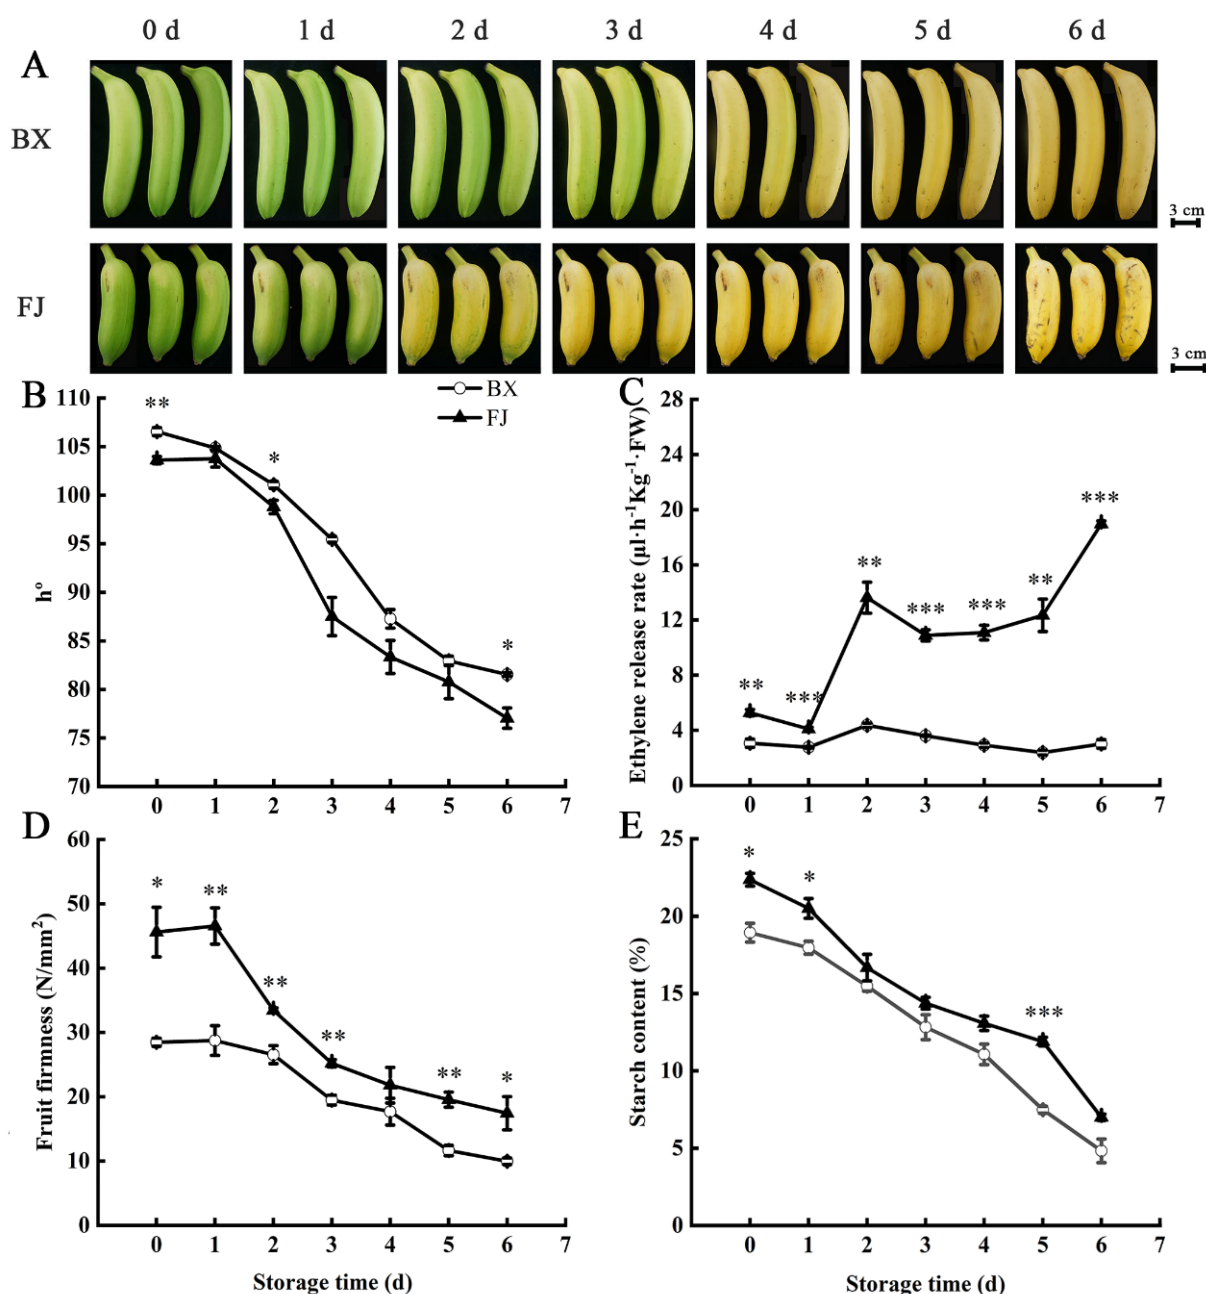 0 d 1 d 2 d 3 d 4 d 5 d 6 d
A
BX
3 cm
FJ
3 cm
B
110
105
100
95
90
85
80
75
70
h°
** * *
BX
FJ
0 1 2 3 4 5 6 7
C
28
24
20
16
12
8
4
0
Ethylene release rate (μl·h⁻¹Kg⁻¹·FW)
** *** ** *** *** ** ***
0 1 2 3 4 5 6 7
D
60
50
40
30
20
10
0
Fruit firmness (N/mm²)
* ** ** ** ** *
0 1 2 3 4 5 6 7
Storage time (d)
E
25
20
15
10
5
0
Starch content (%)
* * ***
0 1 2 3 4 5 6 7
Storage time (d)